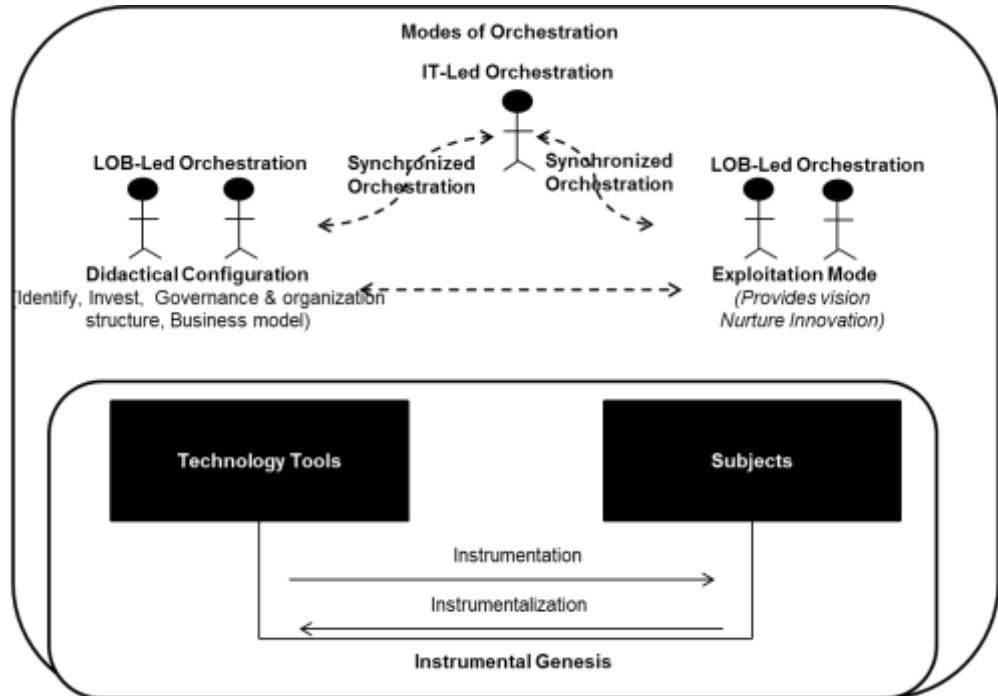 Modes of Orchestration
IT-Led Orchestration
LOB-Led Orchestration
Synchronized
Orchestration
Synchronized
Orchestration
LOB-Led Orchestration
Didactical Configuration
(Identify, Invest, Governance & organization
structure, Business model)
Exploitation Mode
(Provides vision
Nurture Innovation)
Technology Tools
Subjects
Instrumentation
Instrumentalization
Instrumental Genesis